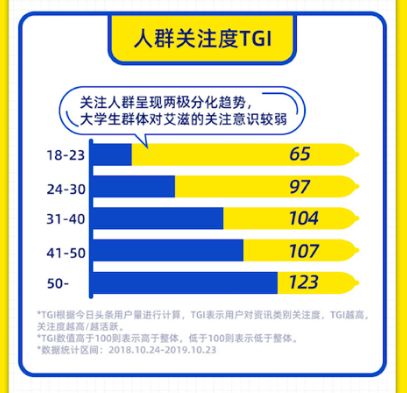 人群关注度TGI
关注人群呈现两极分化趋势，
大学生群体对艾滋的关注意识较弱
18-23 65
24-30 97
31-40 104
41-50 107
50- 123
*TGI根据今日头条用户量进行计算，TGI表示用户对资讯类别关注度，TGI越高，
关注度越高/越活跃。
*TGI数值高于100则表示高于整体，低于100则表示低于整体。
*数据统计区间：2018.10.24-2019.10.23